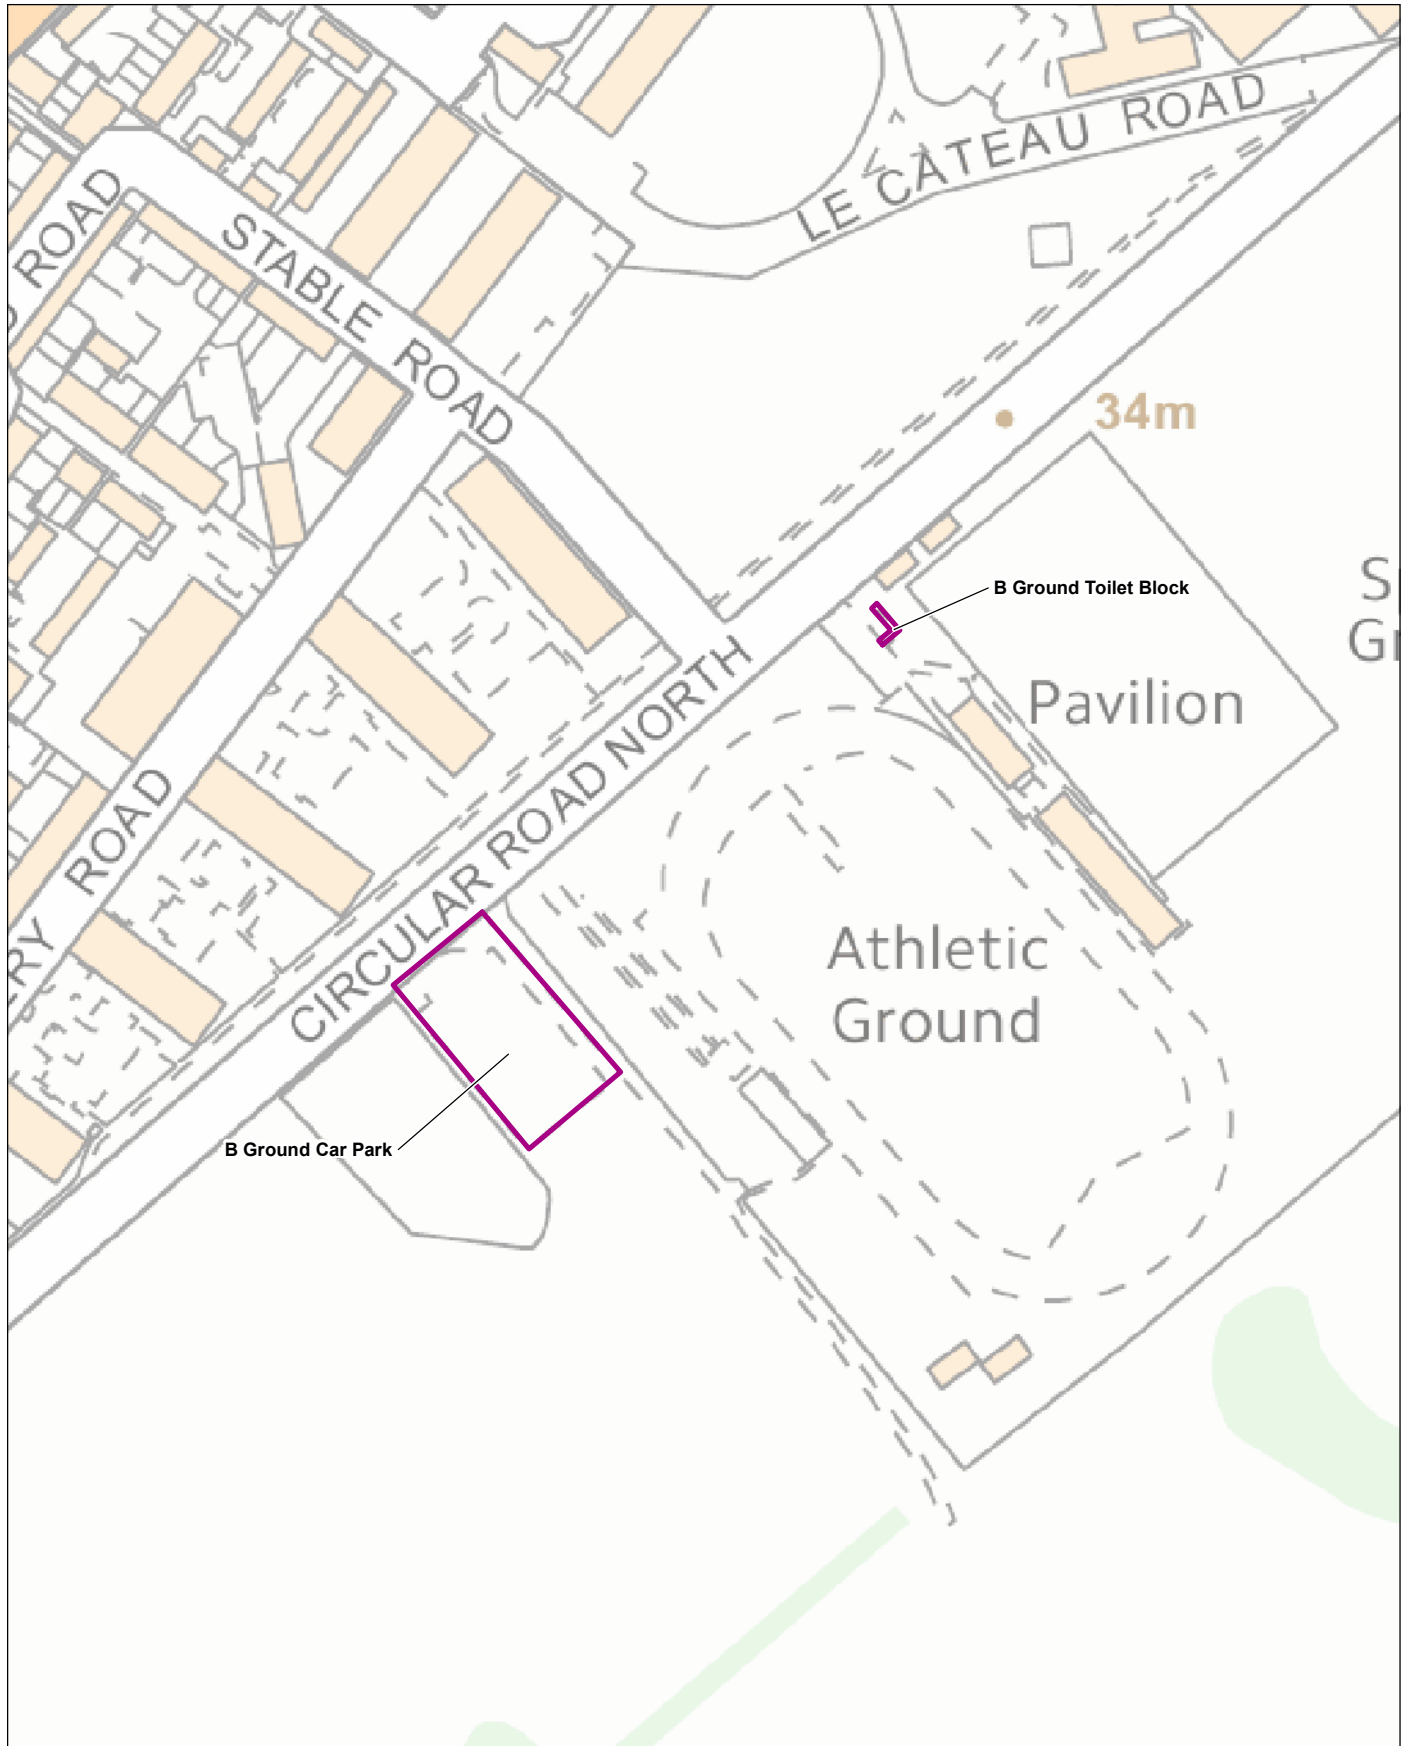 LE CATEAU ROAD
ROAD
STABLE ROAD
34m
B Ground Toilet Block
Pavilion
CIRCULAR ROAD NORTH
ROAD
Athletic
Ground
B Ground Car Park